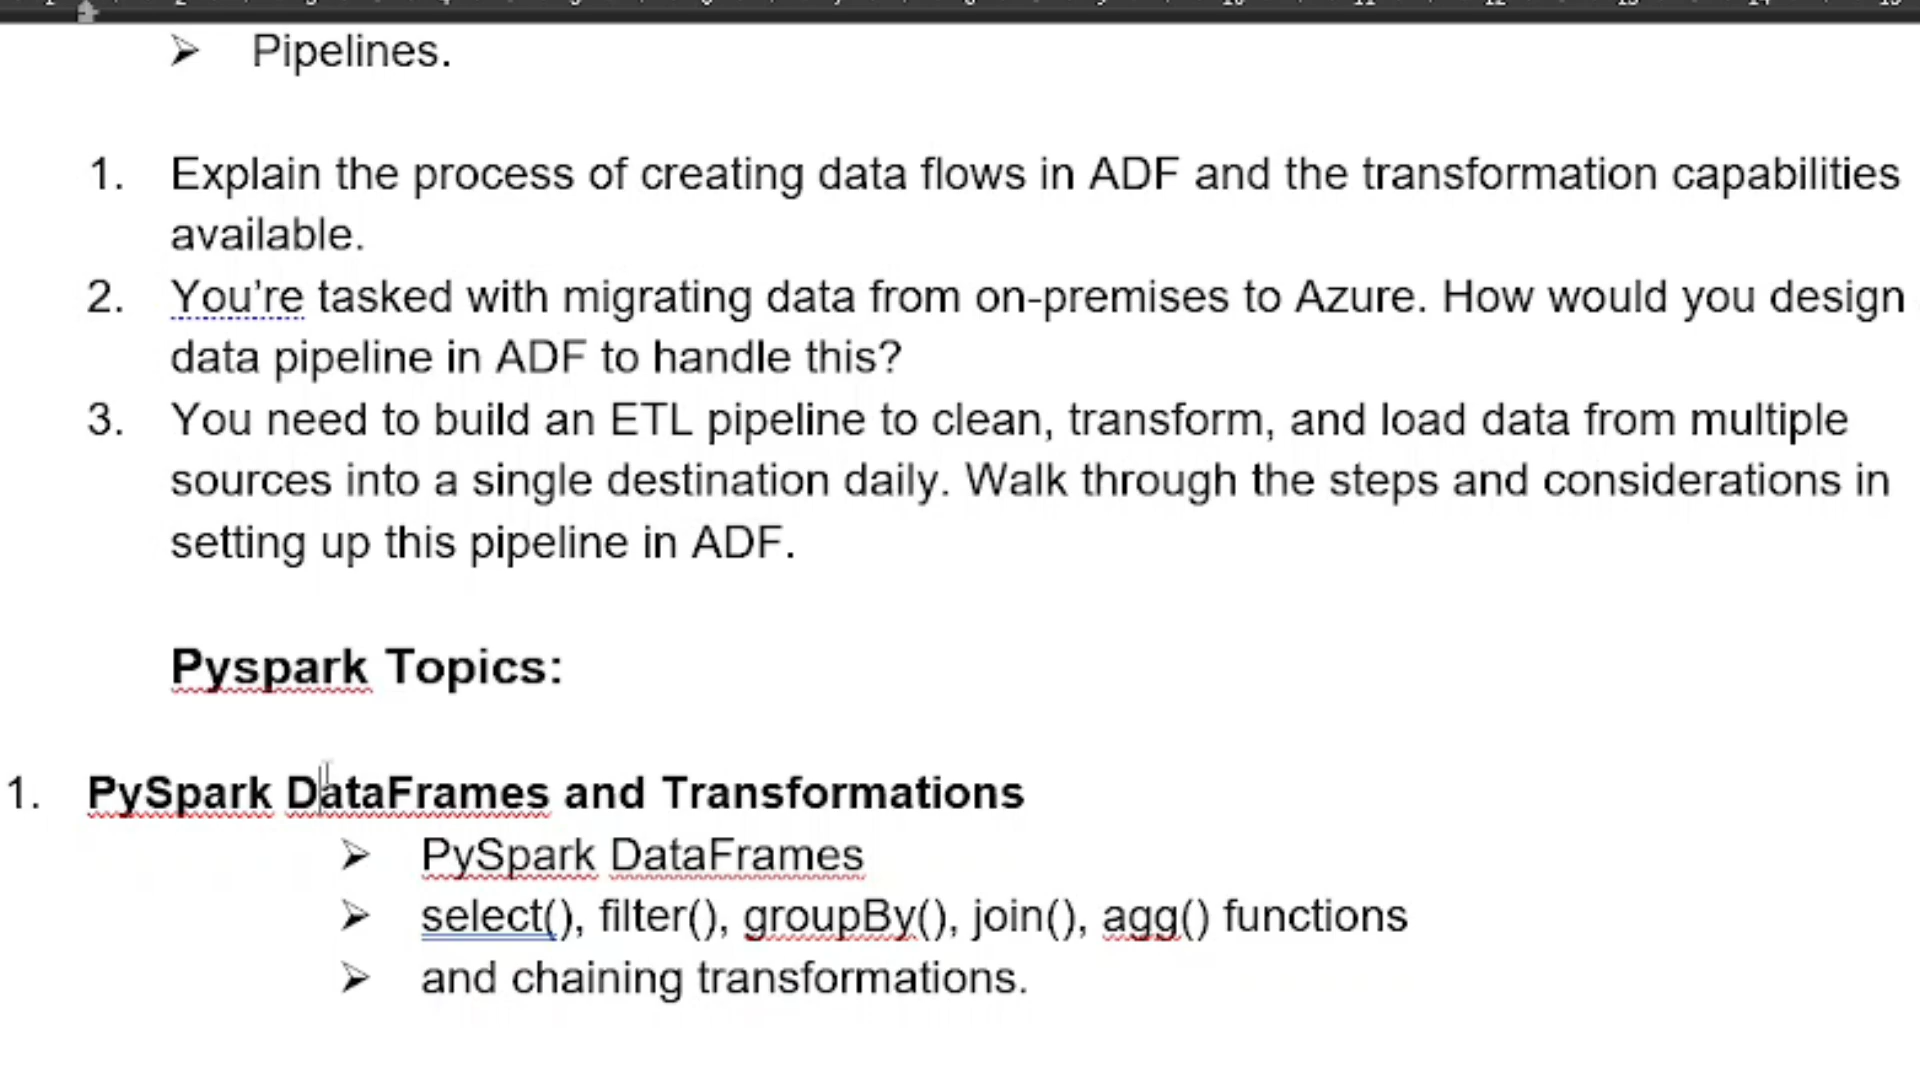 ➢ Pipelines.
1. Explain the process of creating data flows in ADF and the transformation capabilities
available.
2. You’re tasked with migrating data from on-premises to Azure. How would you design
data pipeline in ADF to handle this?
3. You need to build an ETL pipeline to clean, transform, and load data from multiple
sources into a single destination daily. Walk through the steps and considerations in
setting up this pipeline in ADF.
Pyspark Topics:
1. PySpark DataFrames and Transformations
➢ PySpark DataFrames
➢ select(), filter(), groupBy(), join(), agg() functions
➢ and chaining transformations.